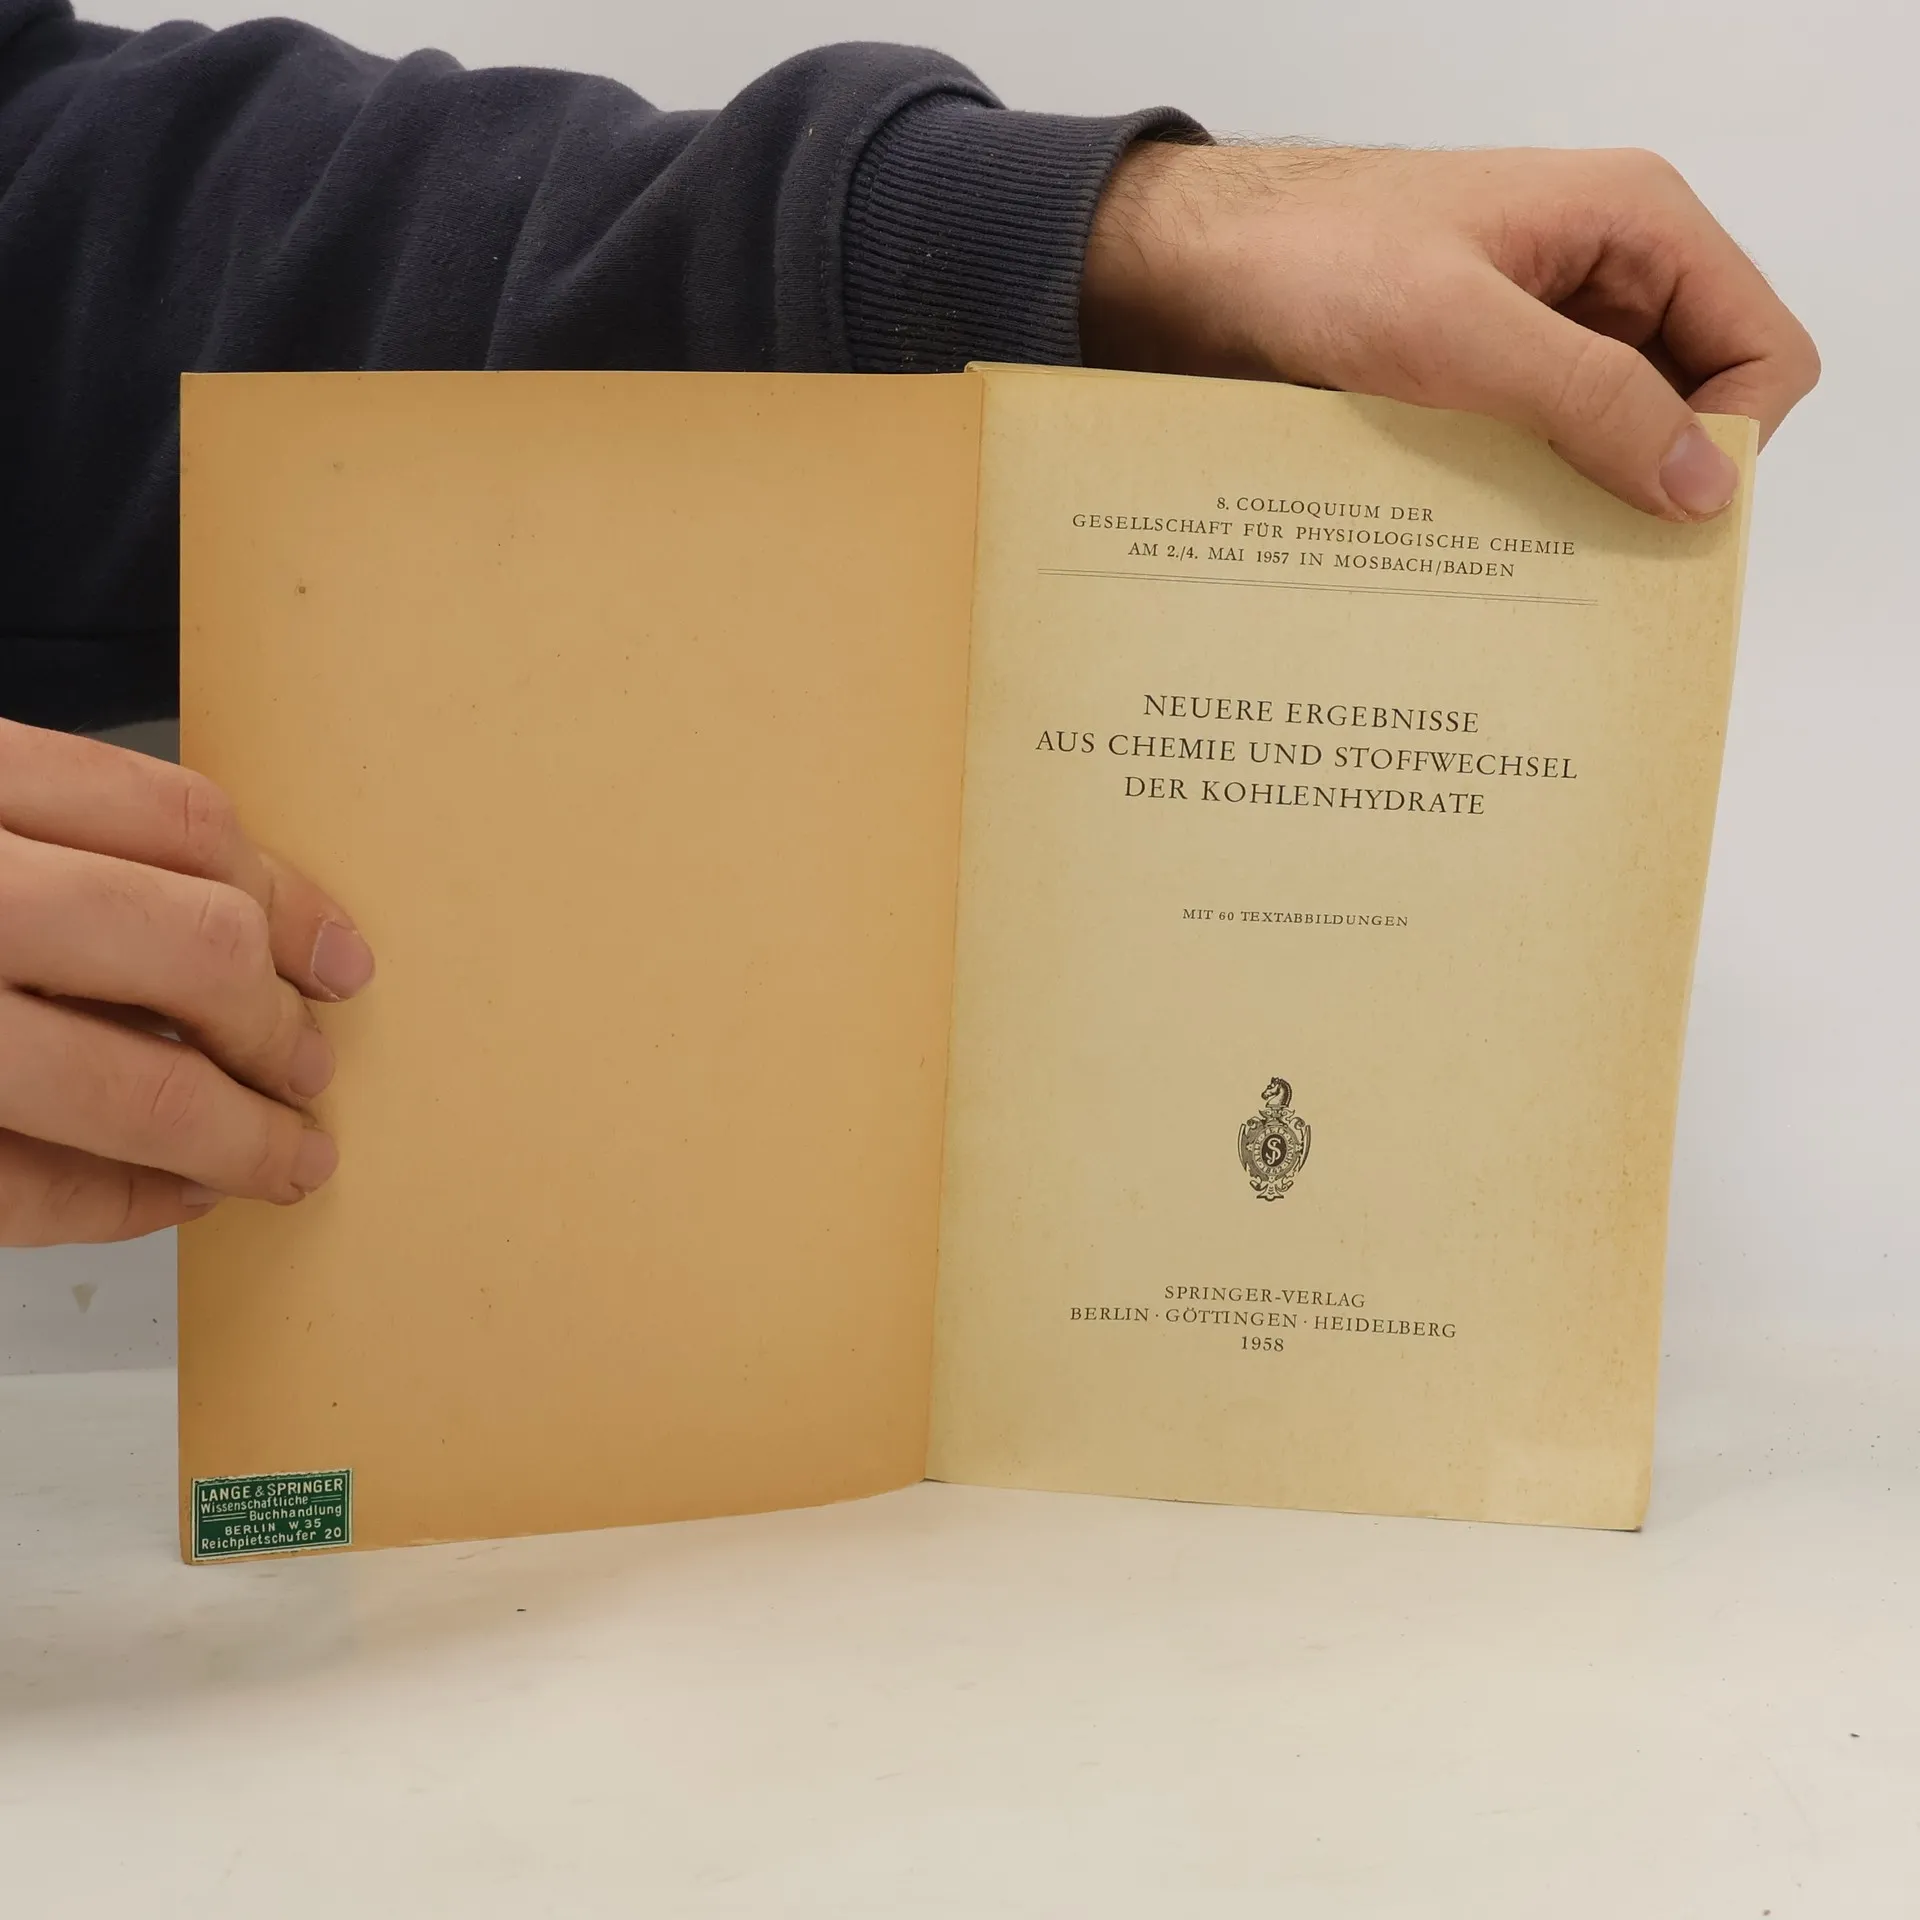 8. COLLOQUIUM DER
GESELLSCHAFT FÜR PHYSIOLOGISCHE CHEMIE
AM 2./4. MAI 1957 IN MOSBACH/BADEN
NEUERE ERGEBNISSE
AUS CHEMIE UND STOFFWECHSEL
DER KOHLENHYDRATE
MIT 60 TEXTABBILDUNGEN
SPRINGER-VERLAG
BERLIN · GÖTTINGEN · HEIDELBERG
1958
LANGE & SPRINGER
Wissenschaftliche
Buchhandlung
BERLIN W 35
Reichpietschufer 20